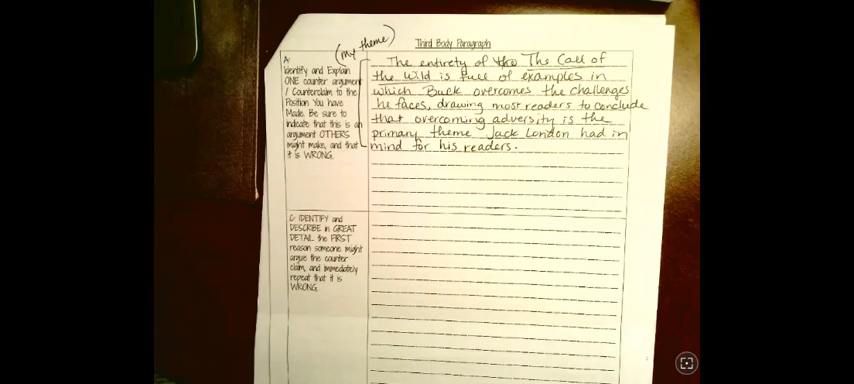 Third Body Paragraph
(my theme)
A:
Identify and Explain
ONE counter argument
/ Counterclaim to the
Position You have
Made. Be sure to
indicate that this is an
argument OTHERS
might make, and that
it is WRONG.
The entirety of The Call of
the Wild is full of examples in
which Buck overcomes the challenges
he faces, drawing most readers to conclude
that overcoming adversity is the
primary theme Jack London had in
mind for his readers.
C: IDENTIFY and
DESCRIBE in GREAT
DETAIL the FIRST
reason someone might
argue the counter
claim, and immediately
repeat that it is
WRONG.